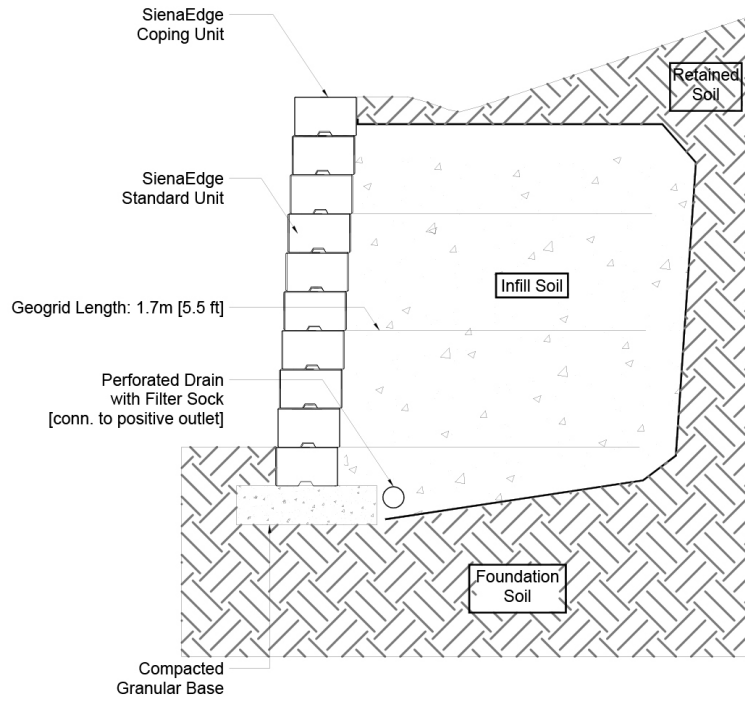 SienaEdge
Coping Unit
Retained
Soil
SienaEdge
Standard Unit
Infill Soil
Geogrid Length: 1.7m [5.5 ft]
Perforated Drain
with Filter Sock
[conn. to positive outlet]
Foundation
Soil
Compacted
Granular Base